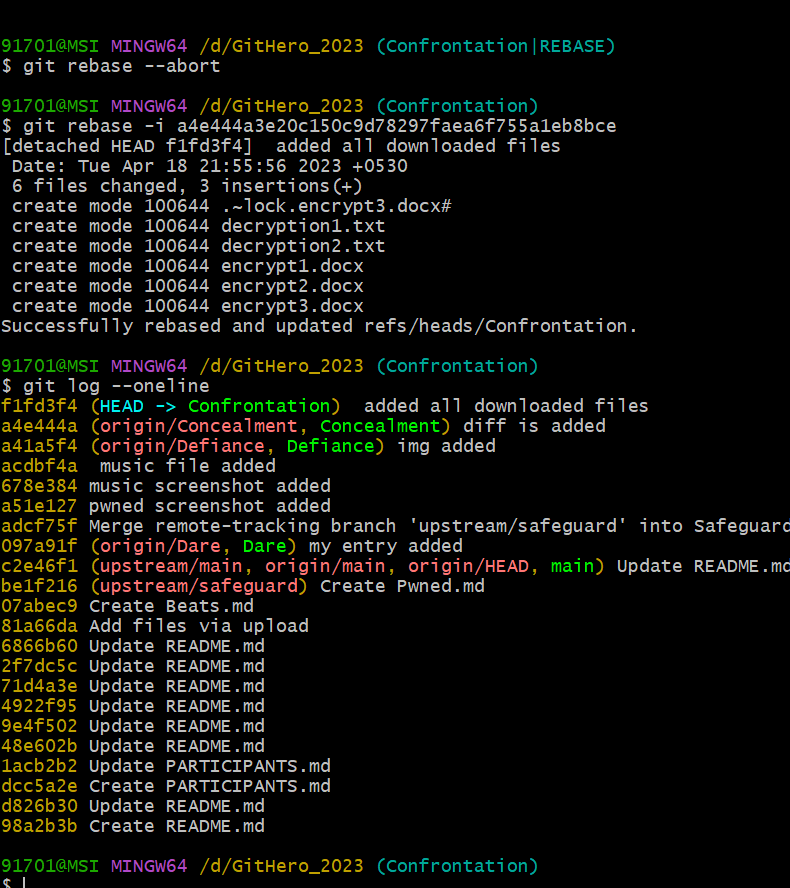 91701@MSI MINGW64 /d/GitHero_2023 (Confrontation|REBASE)
$ git rebase --abort
91701@MSI MINGW64 /d/GitHero_2023 (Confrontation)
$ git rebase -i a4e444a3e20c150c9d78297faea6f755a1eb8bce
[detached HEAD f1fd3f4]  added all downloaded files
 Date: Tue Apr 18 21:55:56 2023 +0530
 6 files changed, 3 insertions(+)
 create mode 100644 .~lock.encrypt3.docx#
 create mode 100644 decryption1.txt
 create mode 100644 decryption2.txt
 create mode 100644 encrypt1.docx
 create mode 100644 encrypt2.docx
 create mode 100644 encrypt3.docx
Successfully rebased and updated refs/heads/Confrontation.
91701@MSI MINGW64 /d/GitHero_2023 (Confrontation)
$ git log --oneline
f1fd3f4 (HEAD -> Confrontation)  added all downloaded files
a4e444a (origin/Concealment, Concealment) diff is added
a41a5f4 (origin/Defiance, Defiance) img added
acdbf4a  music file added
678e384 music screenshot added
a51e127 pwned screenshot added
adcf75f Merge remote-tracking branch 'upstream/safeguard' into Safeguard
097a91f (origin/Dare, Dare) my entry added
c2e46f1 (upstream/main, origin/main, origin/HEAD, main) Update README.md
be1f216 (upstream/safeguard) Create Pwned.md
07abec9 Create Beats.md
81a66da Add files via upload
6866b60 Update README.md
2f7dc5c Update README.md
71d4a3e Update README.md
4922f95 Update README.md
9e4f502 Update README.md
48e602b Update README.md
1acb2b2 Update PARTICIPANTS.md
dcc5a2e Create PARTICIPANTS.md
d826b30 Update README.md
98a2b3b Create README.md
91701@MSI MINGW64 /d/GitHero_2023 (Confrontation)
$